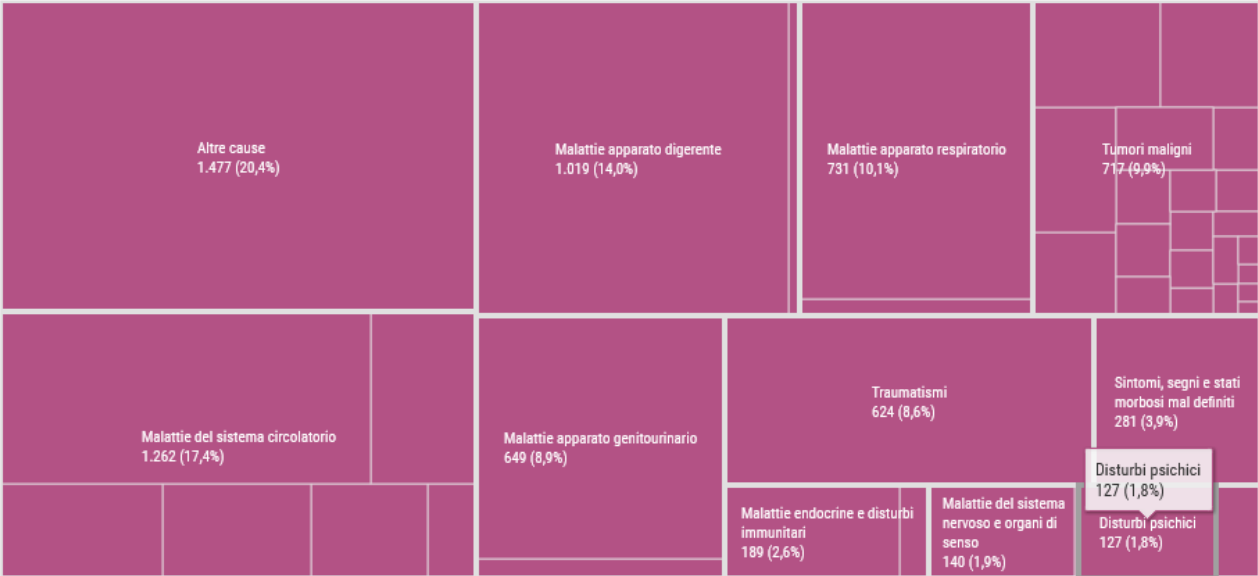 Altre cause
1.477 (20,4%)
Malattie apparato digerente
1.019 (14,0%)
Malattie apparato respiratorio
731 (10,1%)
Tumori maligni
717 (9,9%)
Malattie del sistema circolatorio
1.262 (17,4%)
Malattie apparato genitourinario
649 (8,9%)
Traumatismi
624 (8,6%)
Sintomi, segni e stati
morbosi mal definiti
281 (3,9%)
Malattie endocrine e disturbi
immunitari
189 (2,6%)
Malattie del sistema
nervoso e organi di
senso
140 (1,9%)
Disturbi psichici
127 (1,8%)
Disturbi psichici
127 (1,8%)